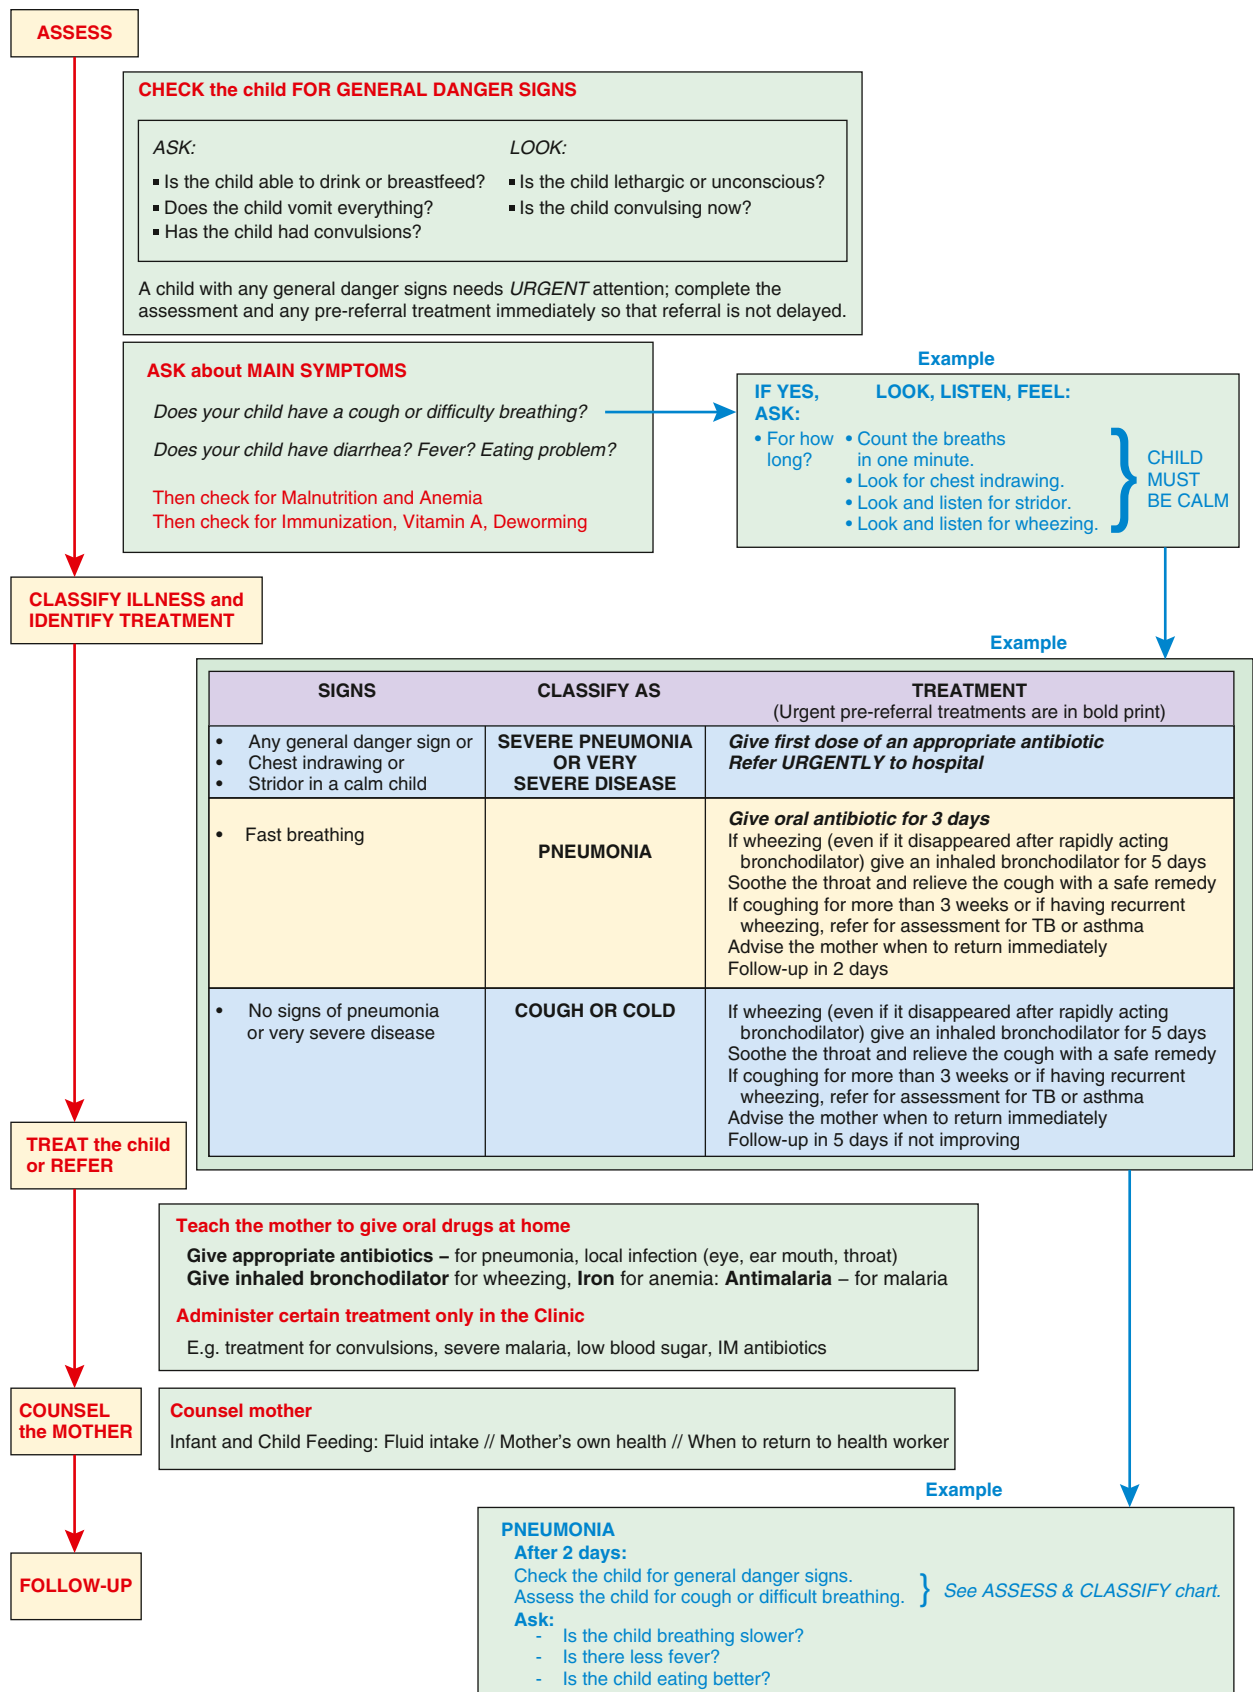 ASSESS
CHECK the child FOR GENERAL DANGER SIGNS
ASK:
▪ Is the child able to drink or breastfeed?
▪ Does the child vomit everything?
▪ Has the child had convulsions?
LOOK:
▪ Is the child lethargic or unconscious?
▪ Is the child convulsing now?
A child with any general danger signs needs URGENT attention; complete the
assessment and any pre-referral treatment immediately so that referral is not delayed.
ASK about MAIN SYMPTOMS
Does your child have a cough or difficulty breathing?
Does your child have diarrhea? Fever? Eating problem?
Then check for Malnutrition and Anemia
Then check for Immunization, Vitamin A, Deworming
Example
IF YES,
ASK:
• For how
long?
LOOK, LISTEN, FEEL:
• Count the breaths
in one minute.
• Look for chest indrawing.
• Look and listen for stridor.
• Look and listen for wheezing.
CHILD
MUST
BE CALM
CLASSIFY ILLNESS and
IDENTIFY TREATMENT
Example
SIGNS
CLASSIFY AS
TREATMENT
(Urgent pre-referral treatments are in bold print)
• Any general danger sign or
• Chest indrawing or
• Stridor in a calm child
SEVERE PNEUMONIA
OR VERY
SEVERE DISEASE
Give first dose of an appropriate antibiotic
Refer URGENTLY to hospital
• Fast breathing
PNEUMONIA
Give oral antibiotic for 3 days
If wheezing (even if it disappeared after rapidly acting
bronchodilator) give an inhaled bronchodilator for 5 days
Soothe the throat and relieve the cough with a safe remedy
If coughing for more than 3 weeks or if having recurrent
wheezing, refer for assessment for TB or asthma
Advise the mother when to return immediately
Follow-up in 2 days
• No signs of pneumonia
or very severe disease
COUGH OR COLD
If wheezing (even if it disappeared after rapidly acting
bronchodilator) give an inhaled bronchodilator for 5 days
Soothe the throat and relieve the cough with a safe remedy
If coughing for more than 3 weeks or if having recurrent
wheezing, refer for assessment for TB or asthma
Advise the mother when to return immediately
Follow-up in 5 days if not improving
TREAT the child
or REFER
Teach the mother to give oral drugs at home
Give appropriate antibiotics – for pneumonia, local infection (eye, ear mouth, throat)
Give inhaled bronchodilator for wheezing, Iron for anemia: Antimalaria – for malaria
Administer certain treatment only in the Clinic
E.g. treatment for convulsions, severe malaria, low blood sugar, IM antibiotics
COUNSEL
the MOTHER
Counsel mother
Infant and Child Feeding: Fluid intake // Mother's own health // When to return to health worker
Example
FOLLOW-UP
PNEUMONIA
After 2 days:
Check the child for general danger signs.
Assess the child for cough or difficult breathing.
See ASSESS & CLASSIFY chart.
Ask:
- Is the child breathing slower?
- Is there less fever?
- Is the child eating better?